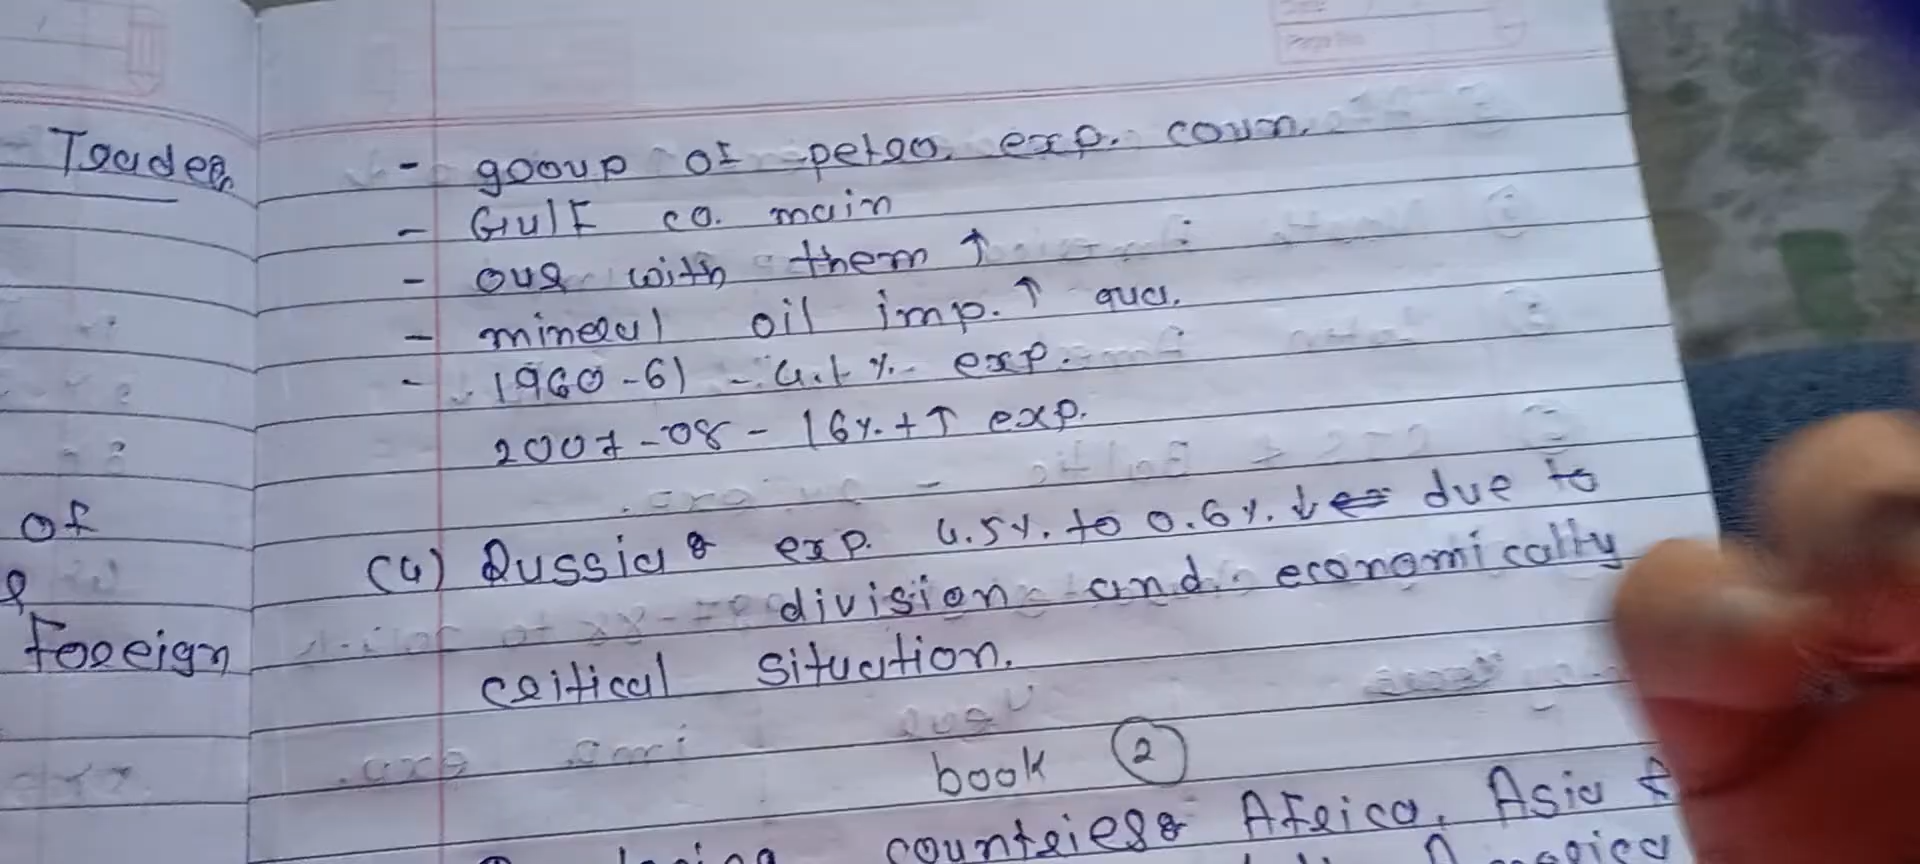 Trade
of
&
Foreign
- group of petro. exp. coun.
- Gulf co. main
- our with them ↑
- mineral oil imp. ↑ qua.
- 1960-61 - 4.1 %. exp.
2007-08 - 16%. + ↑ exp.
(4) Russia & exp. 4.5%. to 0.6%. ↓ due to
division and economically
critical situation.
book ②
countries & Africa, Asia &